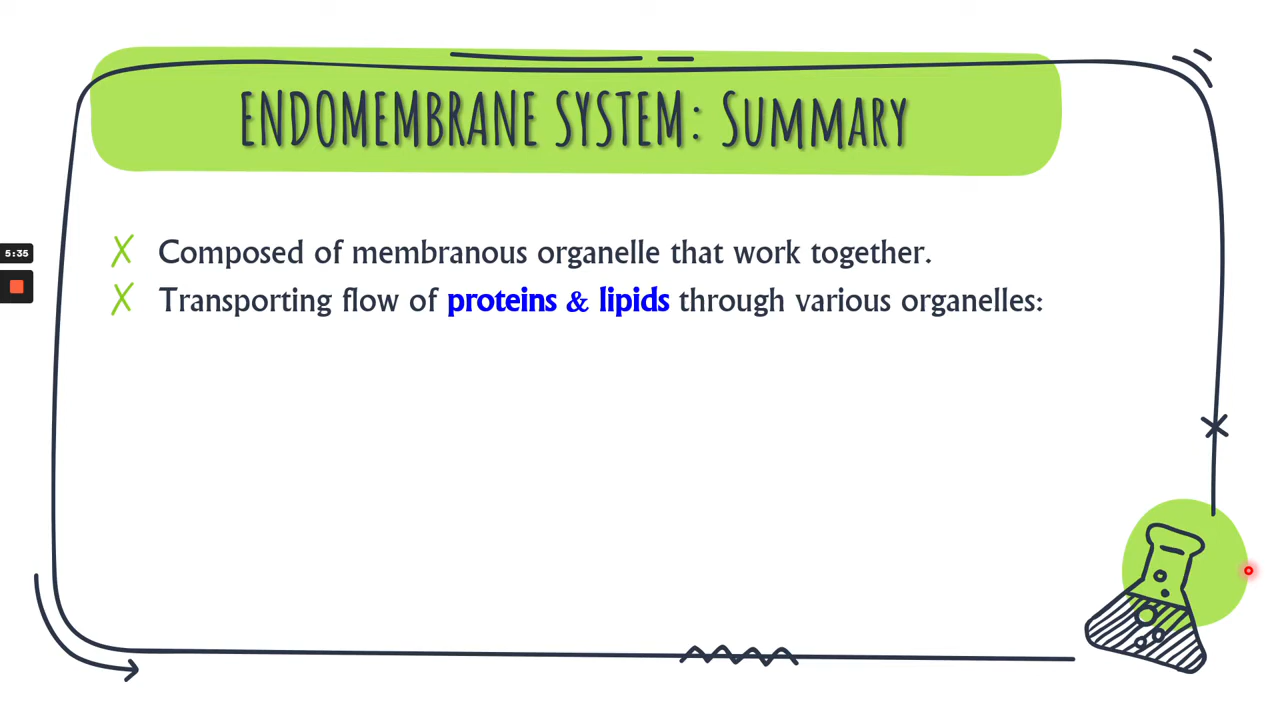 ENDOMEMBRANE SYSTEM: Summary
Composed of membranous organelle that work together.
5:35
Transporting flow of proteins & lipids through various organelles: